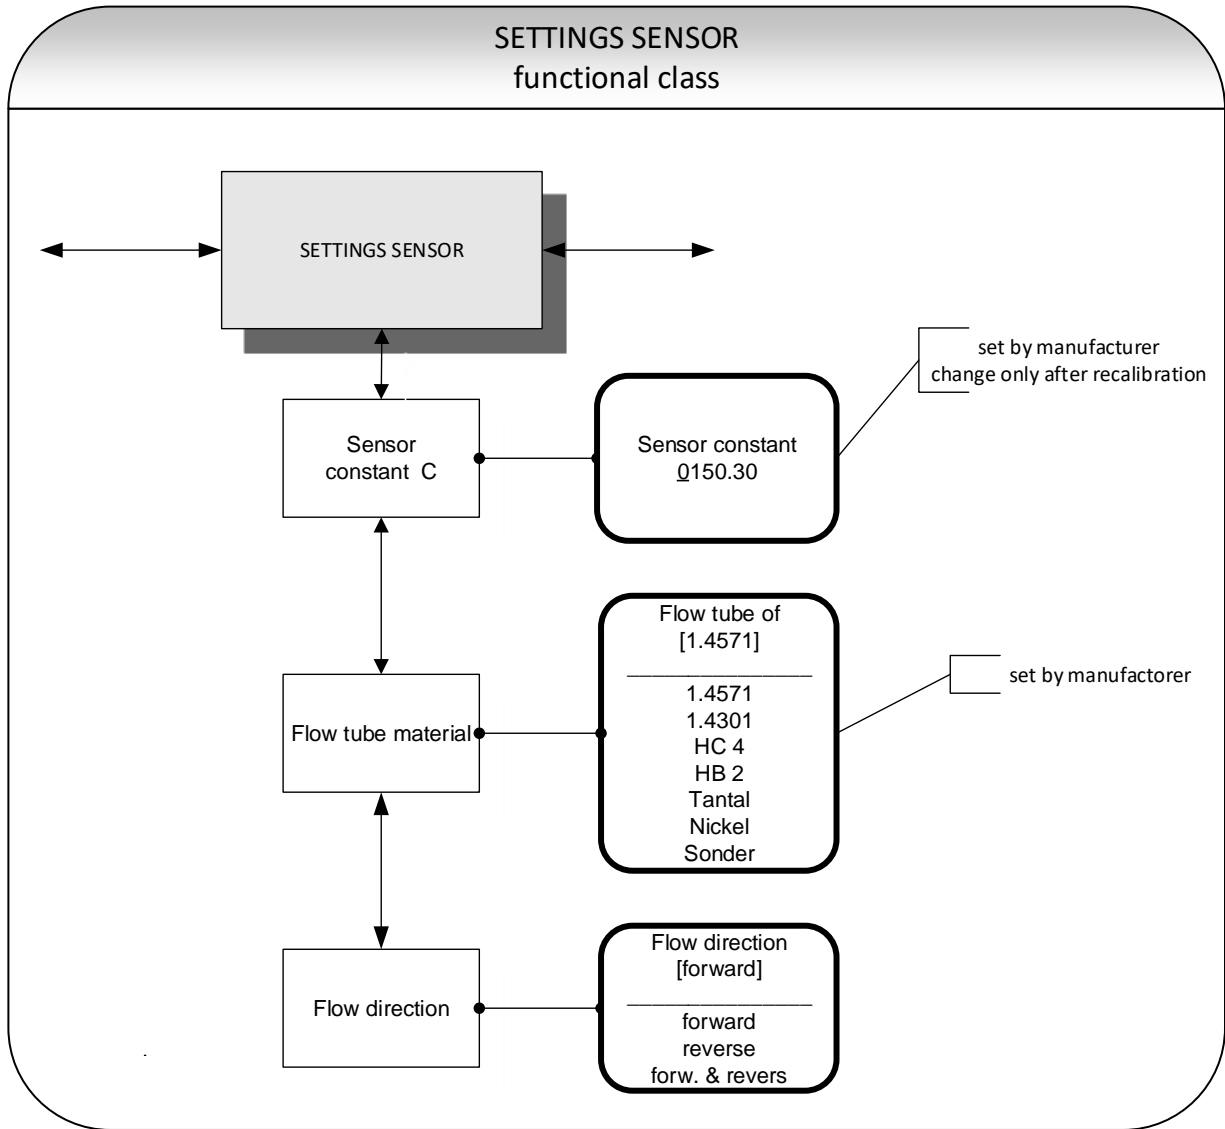 SETTINGS SENSOR
functional class
SETTINGS SENSOR
set by manufacturer
change only after recalibration
Sensor
constant C
Sensor constant
0150.30
Flow tube of
[1.4571]
_______________
1.4571
1.4301
HC 4
HB 2
Tantal
Nickel
Sonder
set by manufactorer
Flow tube material
Flow direction
[forward]
_______________
forward
reverse
forw. & revers
Flow direction